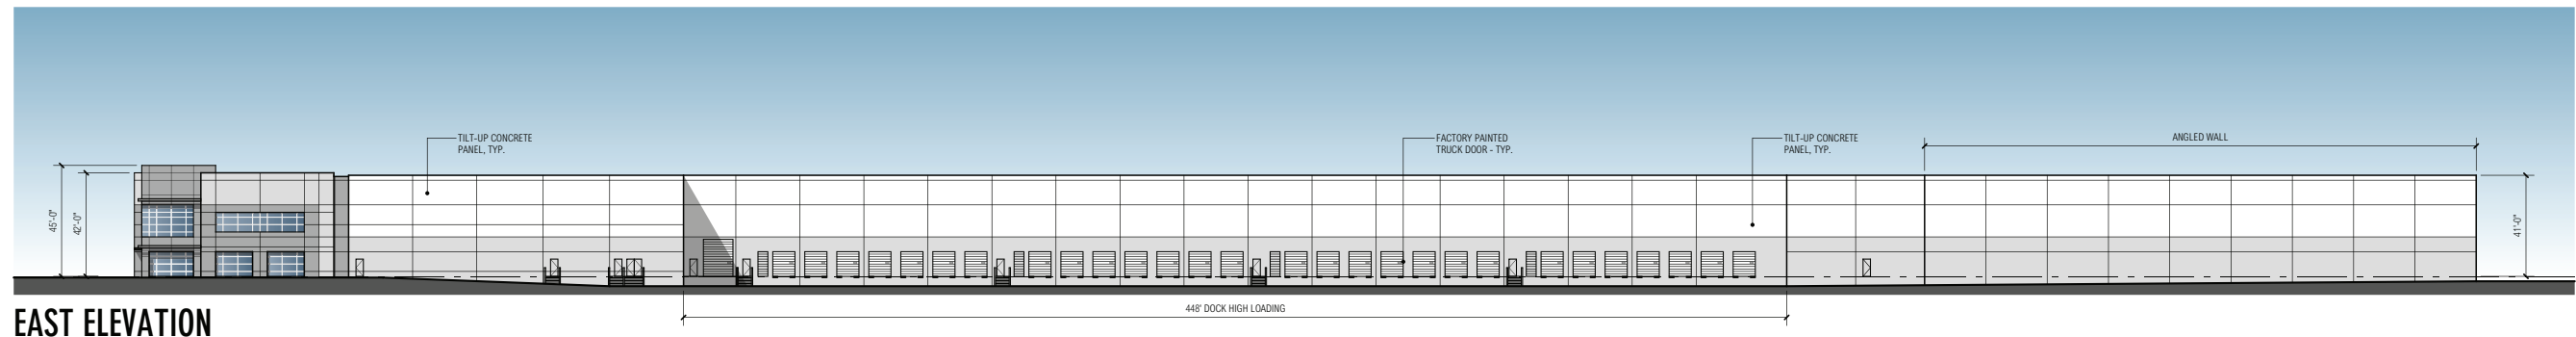 TILT-UP CONCRETE
PANEL, TYP.
FACTORY PAINTED
TRUCK DOOR - TYP.
TILT-UP CONCRETE
PANEL, TYP.
ANGLED WALL
45'-0"
42'-0"
41'-0"
448' DOCK HIGH LOADING
EAST ELEVATION